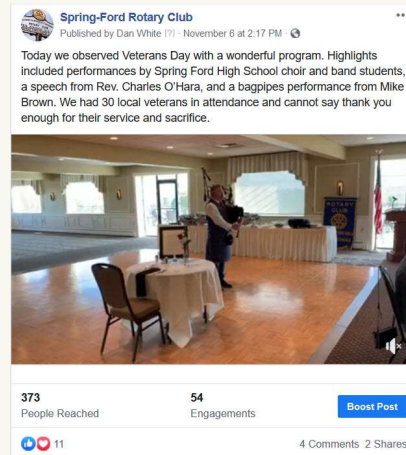 Spring-Ford Rotary Club
Published by Dan White [?] · November 6 at 2:17 PM ·
Today we observed Veterans Day with a wonderful program. Highlights
included performances by Spring Ford High School choir and band students,
a speech from Rev. Charles O'Hara, and a bagpipes performance from Mike
Brown. We had 30 local veterans in attendance and cannot say thank you
enough for their service and sacrifice.
ROTARY
CLUB
373
54
People Reached
Engagements
Boost Post
11
4 Comments 2 Shares